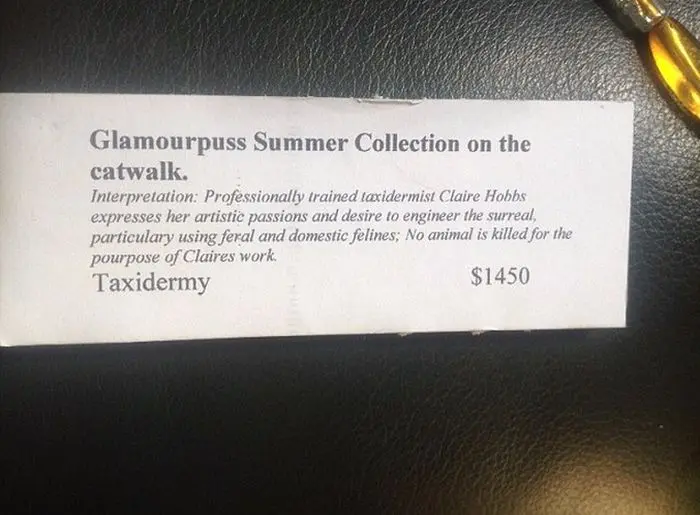 Glamourpuss Summer Collection on the
catwalk.
Interpretation: Professionally trained taxidermist Claire Hobbs
expresses her artistic passions and desire to engineer the surreal,
particulary using feral and domestic felines; No animal is killed for the
pourpose of Claires work.
Taxidermy $1450